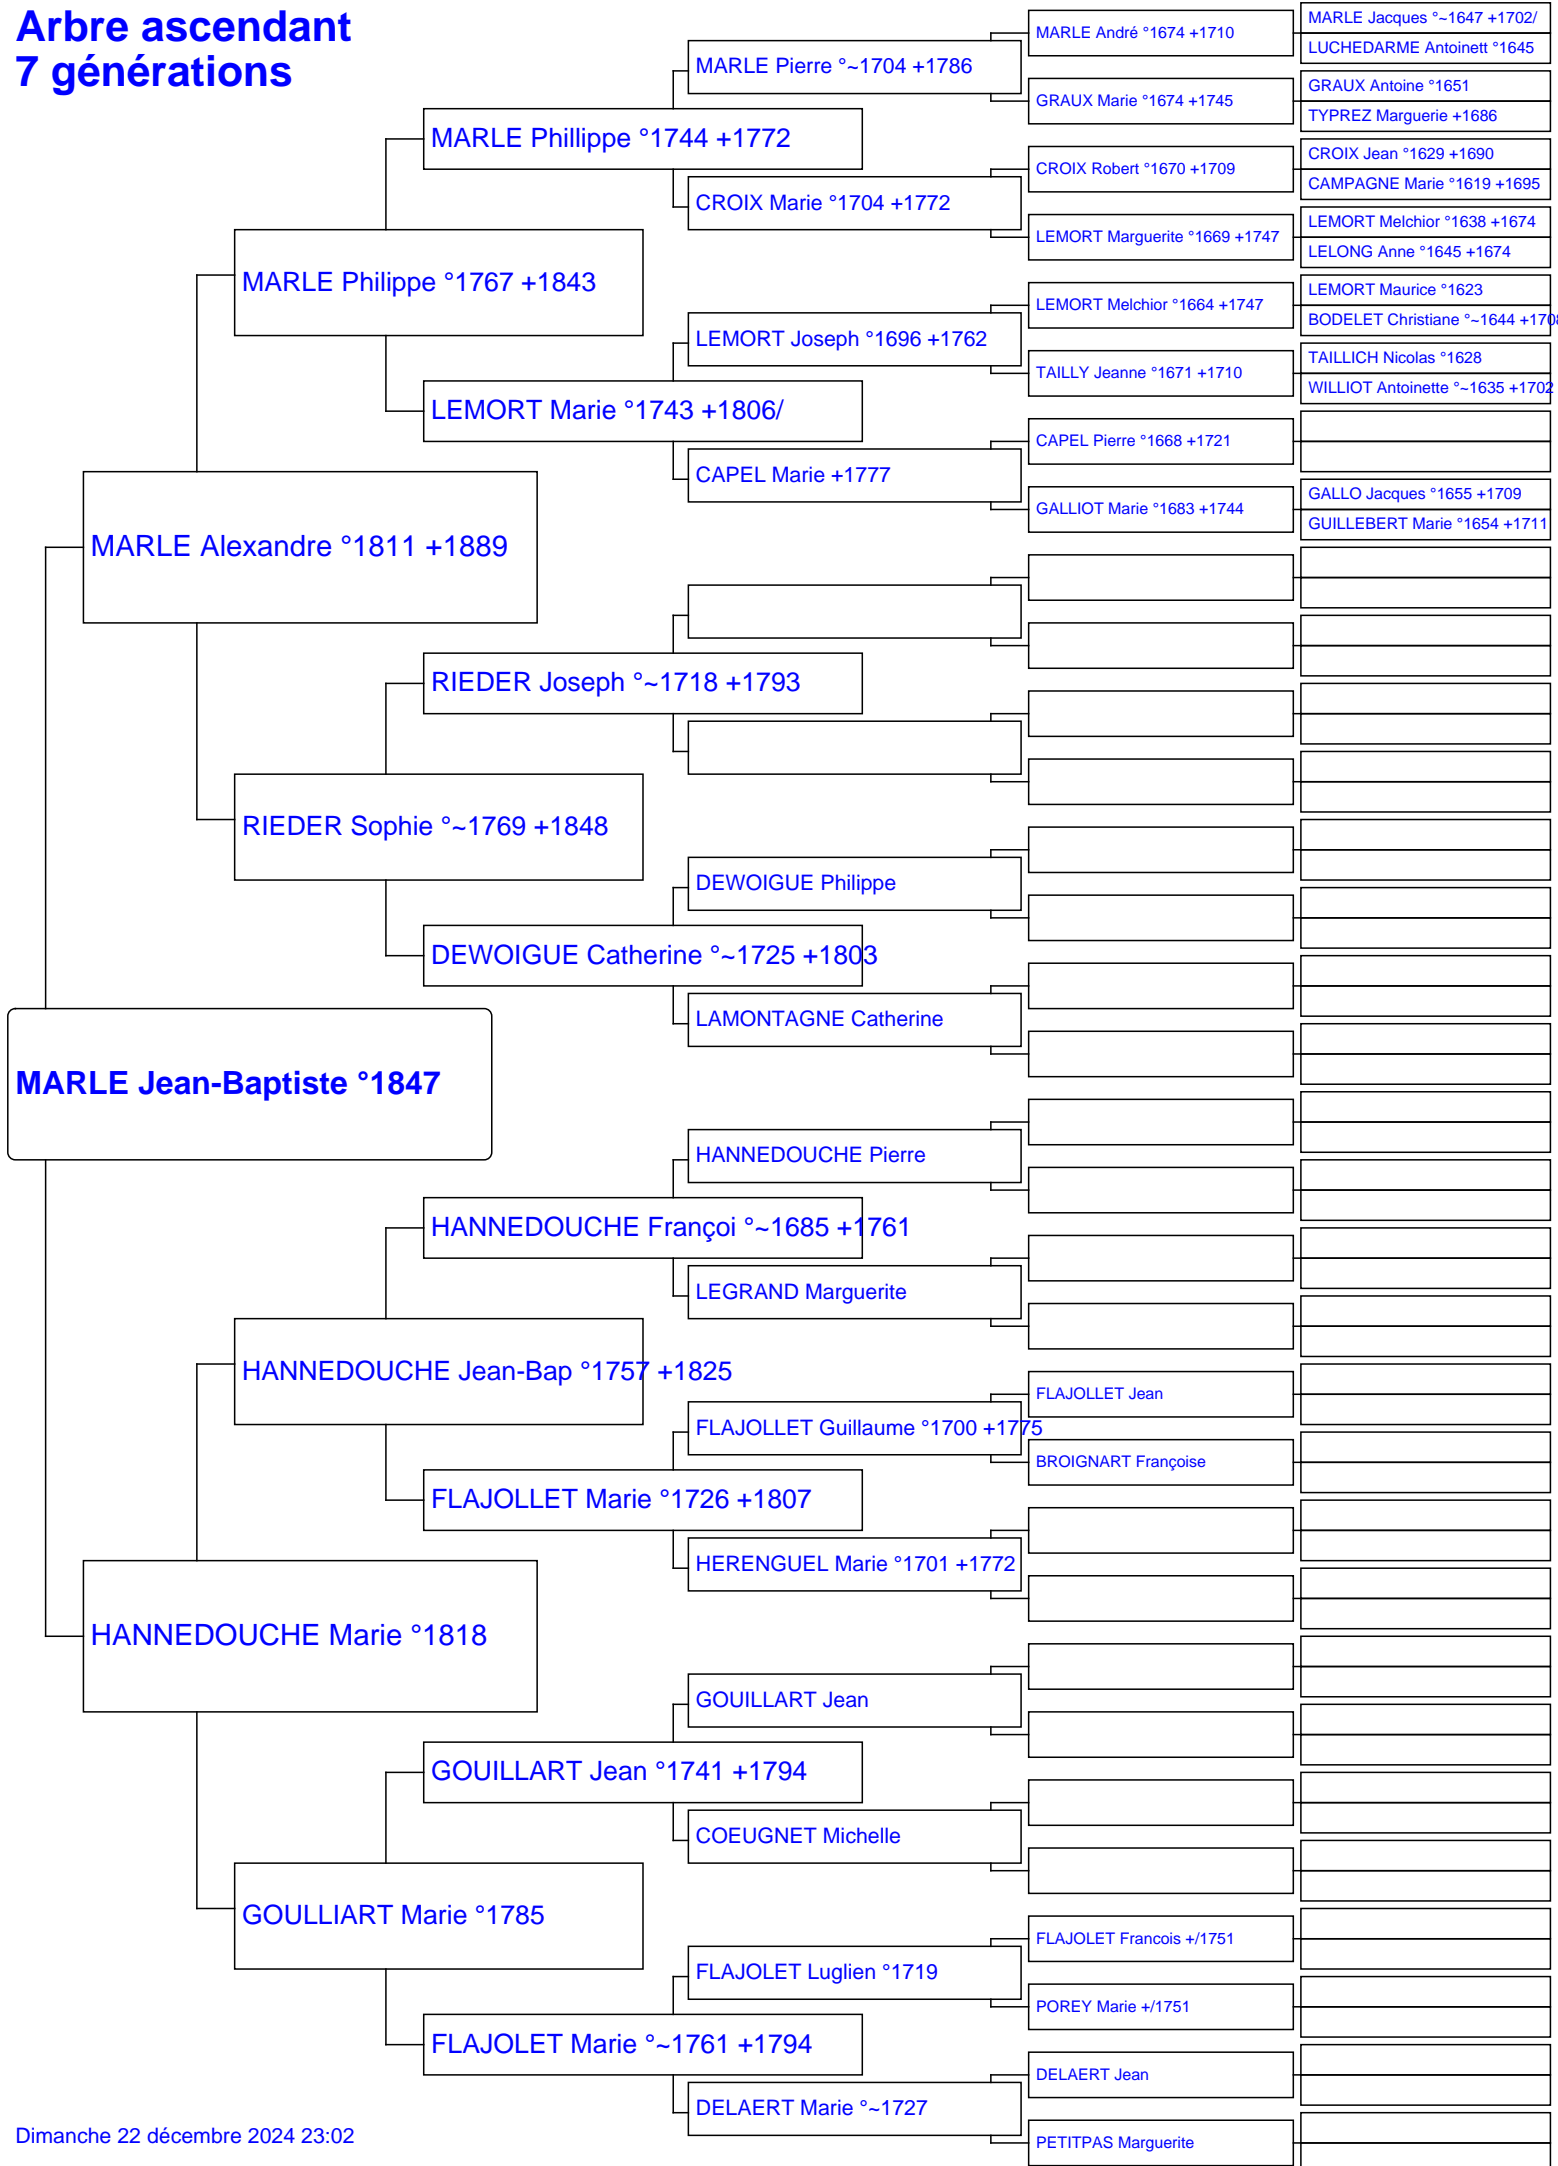 Arbre ascendant
7 générations
MARLE Jean-Baptiste °1847
MARLE Alexandre °1811 +1889
HANNEDOUCHE Marie °1818
MARLE Philippe °1767 +1843
RIEDER Sophie °~1769 +1848
HANNEDOUCHE Jean-Bap °1757 +1825
GOULLIART Marie °1785
MARLE Phillippe °1744 +1772
LEMORT Marie °1743 +1806/
RIEDER Joseph °~1718 +1793
DEWOIGUE Catherine °~1725 +1803
HANNEDOUCHE Françoi °~1685 +1761
FLAJOLLET Marie °1726 +1807
GOUILLART Jean °1741 +1794
FLAJOLET Marie °~1761 +1794
MARLE Pierre °~1704 +1786
CROIX Marie °1704 +1772
LEMORT Joseph °1696 +1762
CAPEL Marie +1777
DEWOIGUE Philippe
LAMONTAGNE Catherine
HANNEDOUCHE Pierre
LEGRAND Marguerite
FLAJOLLET Guillaume °1700 +1775
HERENGUEL Marie °1701 +1772
GOUILLART Jean
COEUGNET Michelle
FLAJOLET Luglien °1719
DELAERT Marie °~1727
MARLE André °1674 +1710
GRAUX Marie °1674 +1745
CROIX Robert °1670 +1709
LEMORT Marguerite °1669 +1747
LEMORT Melchior °1664 +1747
TAILLY Jeanne °1671 +1710
CAPEL Pierre °1668 +1721
GALLIOT Marie °1683 +1744
FLAJOLLET Jean
BROIGNART Françoise
FLAJOLET Francois +/1751
POREY Marie +/1751
DELAERT Jean
PETITPAS Marguerite
MARLE Jacques °~1647 +1702/
LUCHEDARME Antoinett °1645
GRAUX Antoine °1651
TYPREZ Marguerie +1686
CROIX Jean °1629 +1690
CAMPAGNE Marie °1619 +1695
LEMORT Melchior °1638 +1674
LELONG Anne °1645 +1674
LEMORT Maurice °1623
BODELET Christiane °~1644 +1708
TAILLICH Nicolas °1628
WILLIOT Antoinette °~1635 +1702
GALLO Jacques °1655 +1709
GUILLEBERT Marie °1654 +1711
Dimanche 22 décembre 2024 23:02